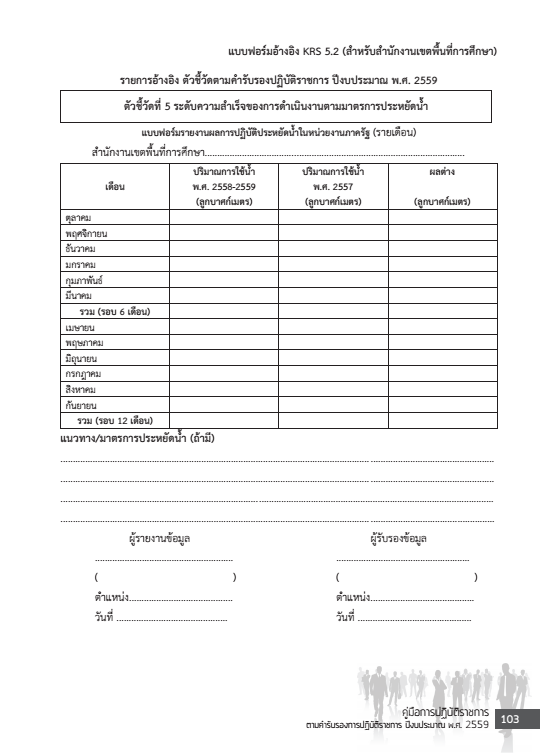 แบบฟอร์มอ้างอิง KRS 5.2 (สำหรับสำนักงานเขตพื้นที่การศึกษา)
รายการอ้างอิง ตัวชี้วัดตามคำรับรองปฏิบัติราชการ ปีงบประมาณ พ.ศ. 2559
ตัวชี้วัดที่ 5 ระดับความสำเร็จของการดำเนินงานตามมาตรการประหยัดน้ำ
แบบฟอร์มรายงานผลการปฏิบัติประหยัดน้ำในหน่วยงานภาครัฐ (รายเดือน)
สำนักงานเขตพื้นที่การศึกษา..........................................................................................
เดือน ปริมาณการใช้น้ำ พ.ศ. 2558-2559 (ลูกบาศก์เมตร) ปริมาณการใช้น้ำ พ.ศ. 2557 (ลูกบาศก์เมตร) ผลต่าง (ลูกบาศก์เมตร)
ตุลาคม
พฤศจิกายน
ธันวาคม
มกราคม
กุมภาพันธ์
มีนาคม
รวม (รอบ 6 เดือน)
เมษายน
พฤษภาคม
มิถุนายน
กรกฎาคม
สิงหาคม
กันยายน
รวม (รอบ 12 เดือน)
แนวทาง/มาตรการประหยัดน้ำ (ถ้ามี)
......................................................................................................................................................
......................................................................................................................................................
......................................................................................................................................................
......................................................................................................................................................
ผู้รายงานข้อมูล ผู้รับรองข้อมูล
....................................................... .....................................................
( ) ( )
ตำแหน่ง......................................... ตำแหน่ง.........................................
วันที่ ............................................ วันที่ .............................................
คู่มือการปฏิบัติราชการ
ตามคำรับรองการปฏิบัติราชการ ปีงบประมาณ พ.ศ. 2559 103